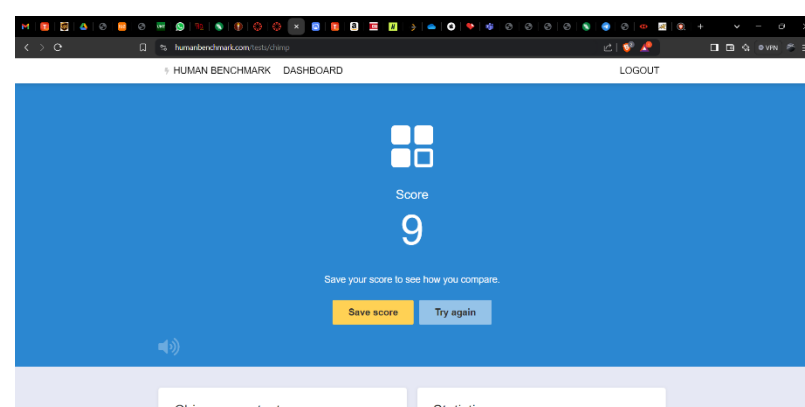 humanbenchmark.com/tests/chimp
VPN
HUMAN BENCHMARK DASHBOARD LOGOUT
Score
9
Save your score to see how you compare.
Save score Try again